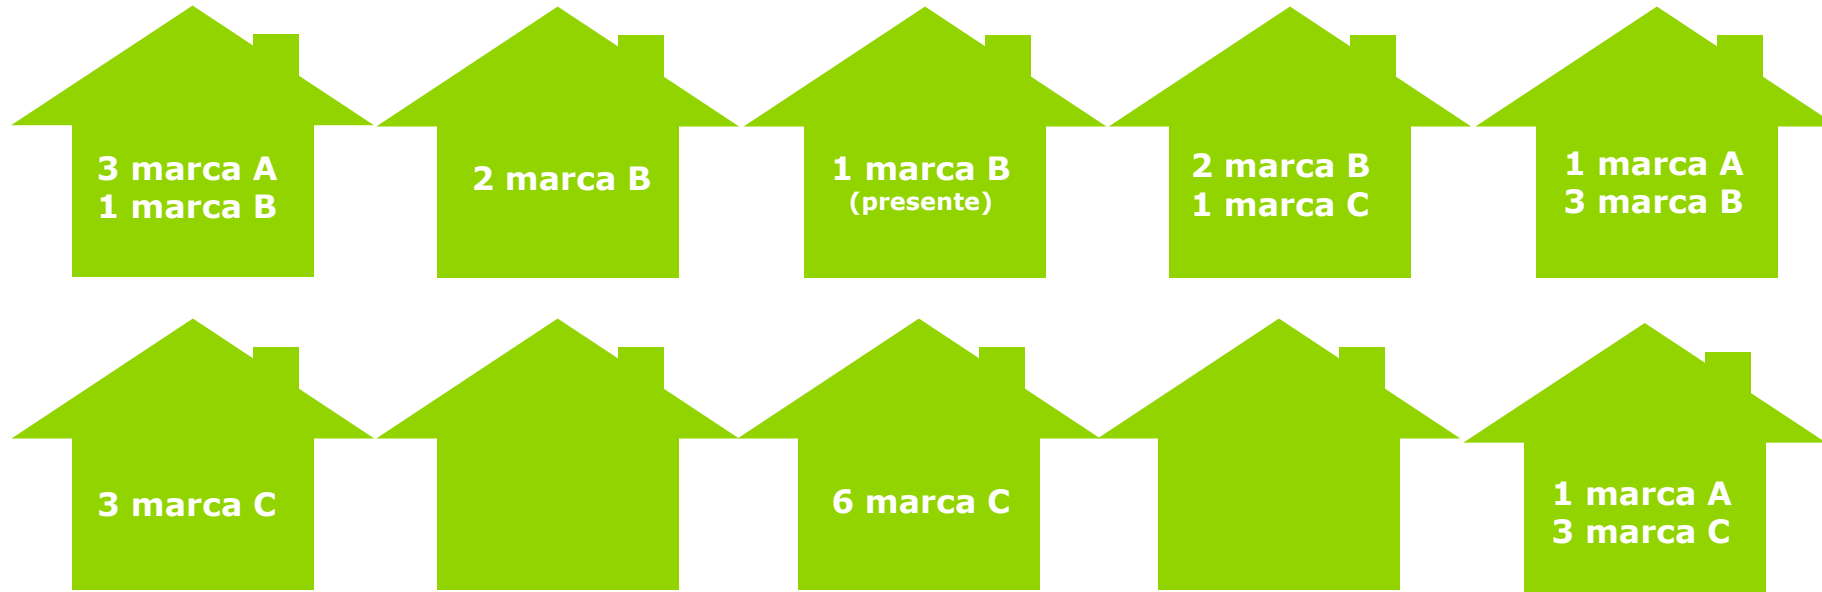 3 marca A
1 marca B
2 marca B
1 marca B
(presente)
2 marca B
1 marca C
1 marca A
3 marca B
3 marca C
6 marca C
1 marca A
3 marca C